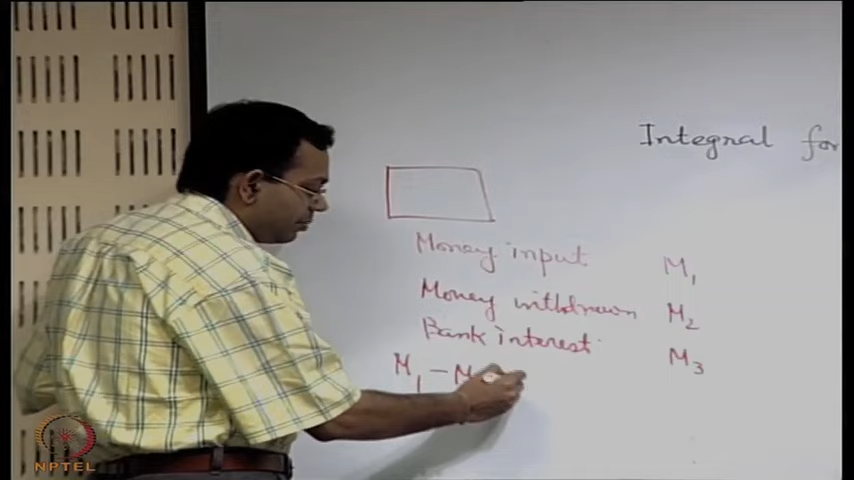 Integral for
Money input M1
Money withdrawn M2
Bank interest M3
M1 - M
NPTEL